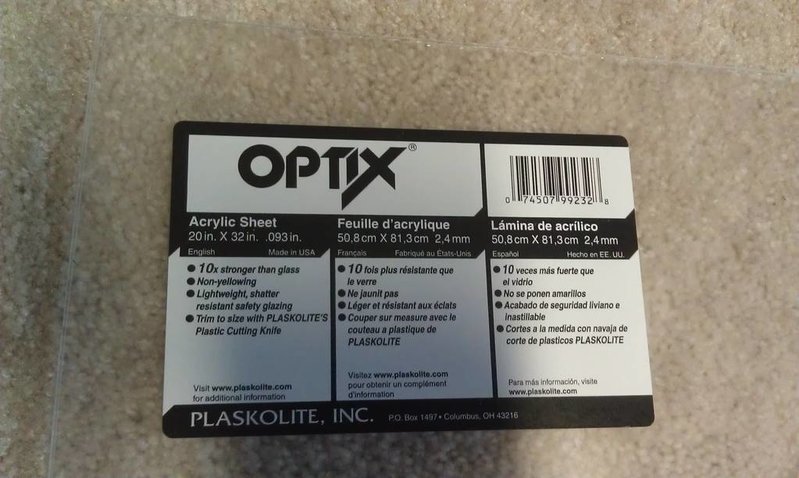 OPTIX®
0 74507 99232 8
Acrylic Sheet
20 in. X 32 in. .093 in.
English Made in USA
● 10x stronger than glass
● Non-yellowing
● Lightweight, shatter
resistant safety glazing
● Trim to size with PLASKOLITE'S
Plastic Cutting Knife
Visit www.plaskolite.com
for additional information
Feuille d'acrylique
50,8 cm X 81,3 cm 2,4 mm
Français Fabriqué au États-Unis
● 10 fois plus résistante que
le verre
● Ne jaunit pas
● Léger et résistant aux éclats
● Couper sur measure avec le
couteau a plastique de
PLASKOLITE
Visitez www.plaskolite.com
pour obtenir un complément
d'information
Lámina de acrílico
50,8 cm X 81,3 cm 2,4 mm
Español Hecho en EE. UU.
● 10 veces más fuerte que
el vidrio
● No se ponen amarillos
● Acabado de seguridad liviano e
inastillable
● Cortes a la medida con navaja de
corte de plasticos PLASKOLITE
Para más información, visite
www.plaskolite.com
PLASKOLITE, INC. P.O. Box 1497 • Columbus, OH 43216